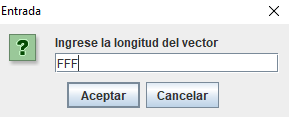 Entrada
Ingrese la longitud del vector
FFF
Aceptar Cancelar